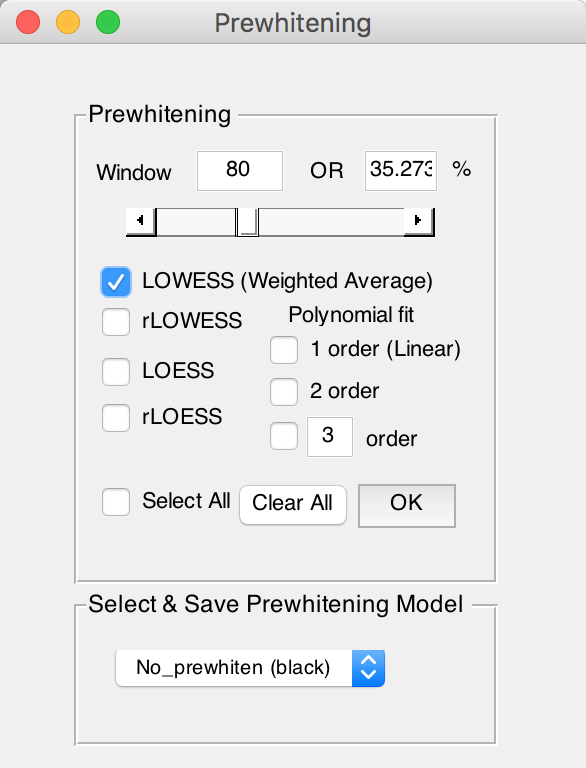 Prewhitening
Prewhitening
Window 80 OR 35.273 %
LOWESS (Weighted Average)
rLOWESS
Polynomial fit
1 order (Linear)
LOESS
2 order
rLOESS
3 order
Select All Clear All OK
Select & Save Prewhitening Model
No_prewhiten (black)